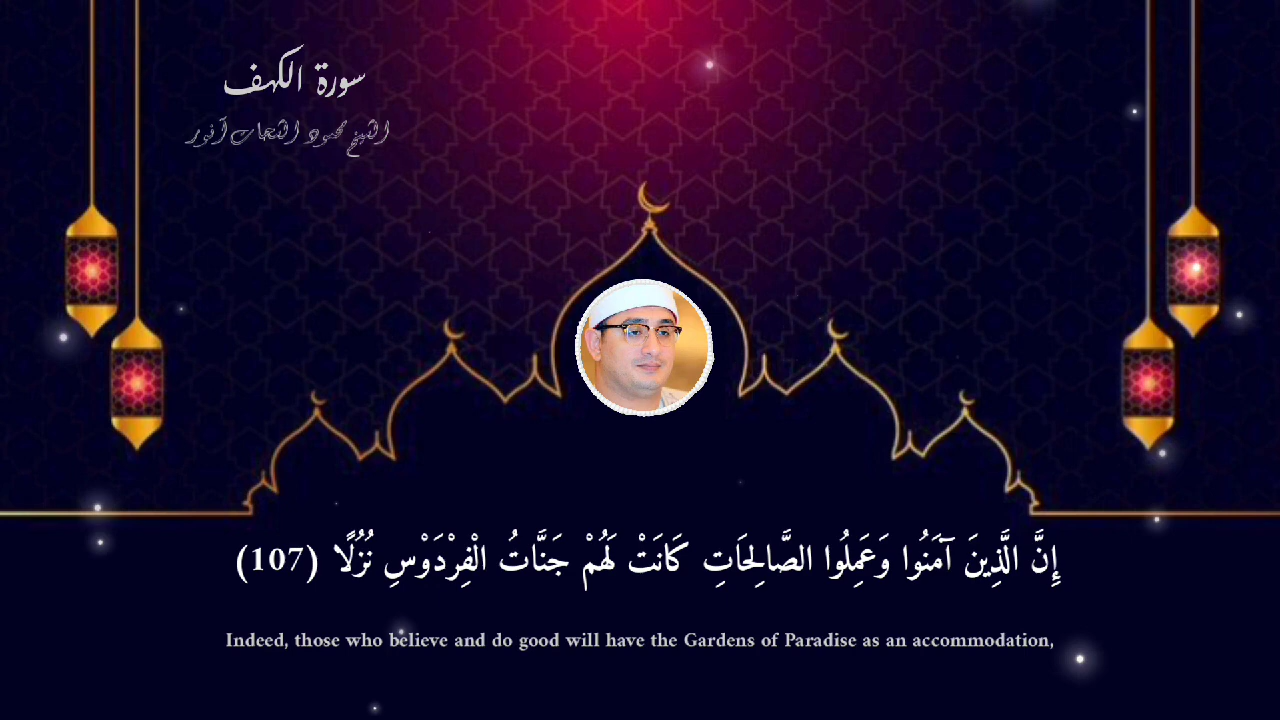 سورة الكهف
الشيخ محمود الشحات أنور
إِنَّ الَّذِينَ آمَنُوا وَعَمِلُوا الصَّالِحَاتِ كَانَتْ لَهُمْ جَنَّاتُ الْفِرْدَوْسِ نُزُلًا (107)
Indeed, those who believe and do good will have the Gardens of Paradise as an accommodation,